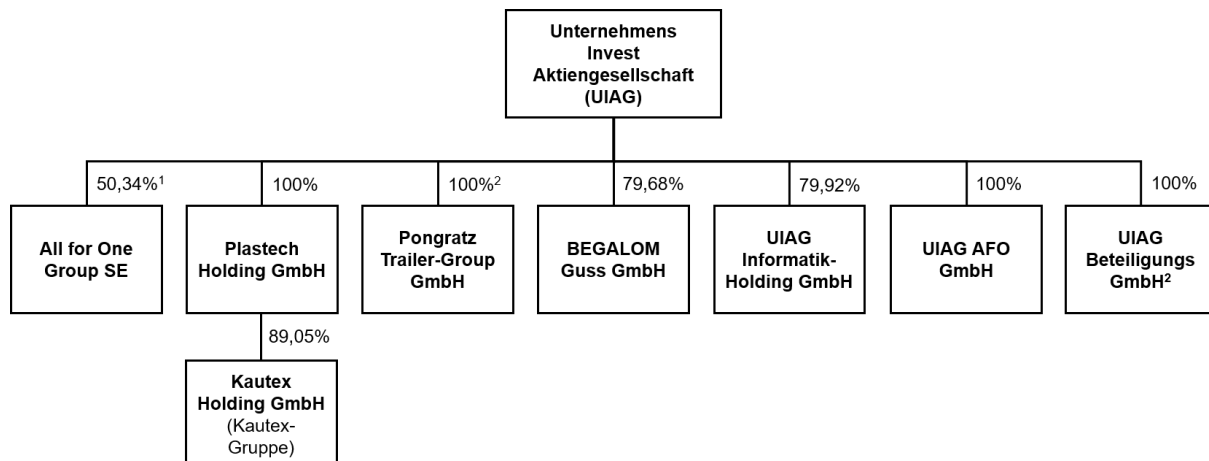 Unternehmens
Invest
Aktiengesellschaft
(UIAG)
50,34%¹
100%
100%²
79,68%
79,92%
100%
100%
All for One
Group SE
Plastech
Holding GmbH
Pongratz
Trailer-Group
GmbH
BEGALOM
Guss GmbH
UIAG
Informatik-
Holding GmbH
UIAG AFO
GmbH
UIAG
Beteiligungs
GmbH²
89,05%
Kautex
Holding GmbH
(Kautex-
Gruppe)